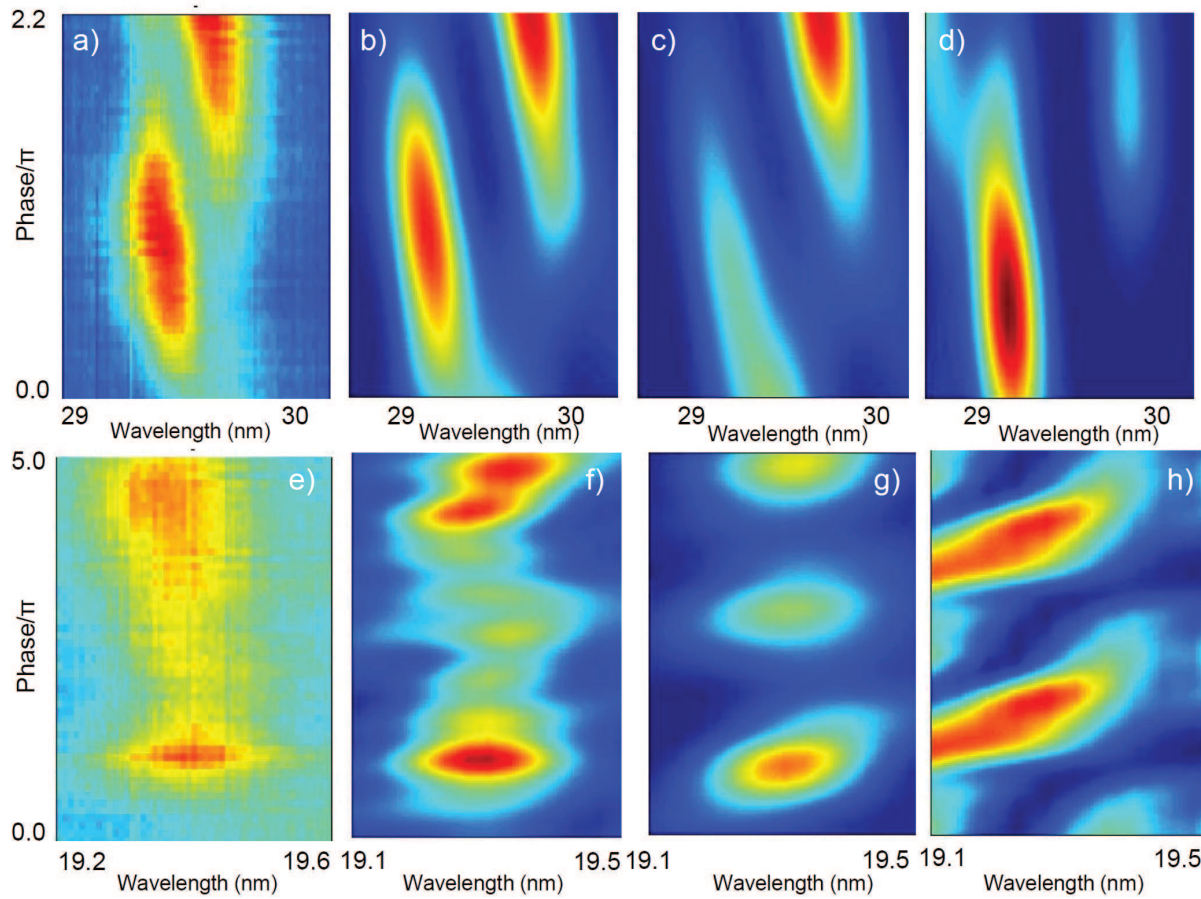 2.2
a)
b)
c)
d)
Phase/π
0.0
29 30
29 30
29 30
29 30
Wavelength (nm)
Wavelength (nm)
Wavelength (nm)
Wavelength (nm)
5.0
e)
f)
g)
h)
Phase/π
0.0
19.2 19.6
19.1 19.5
19.1 19.5
19.1 19.5
Wavelength (nm)
Wavelength (nm)
Wavelength (nm)
Wavelength (nm)